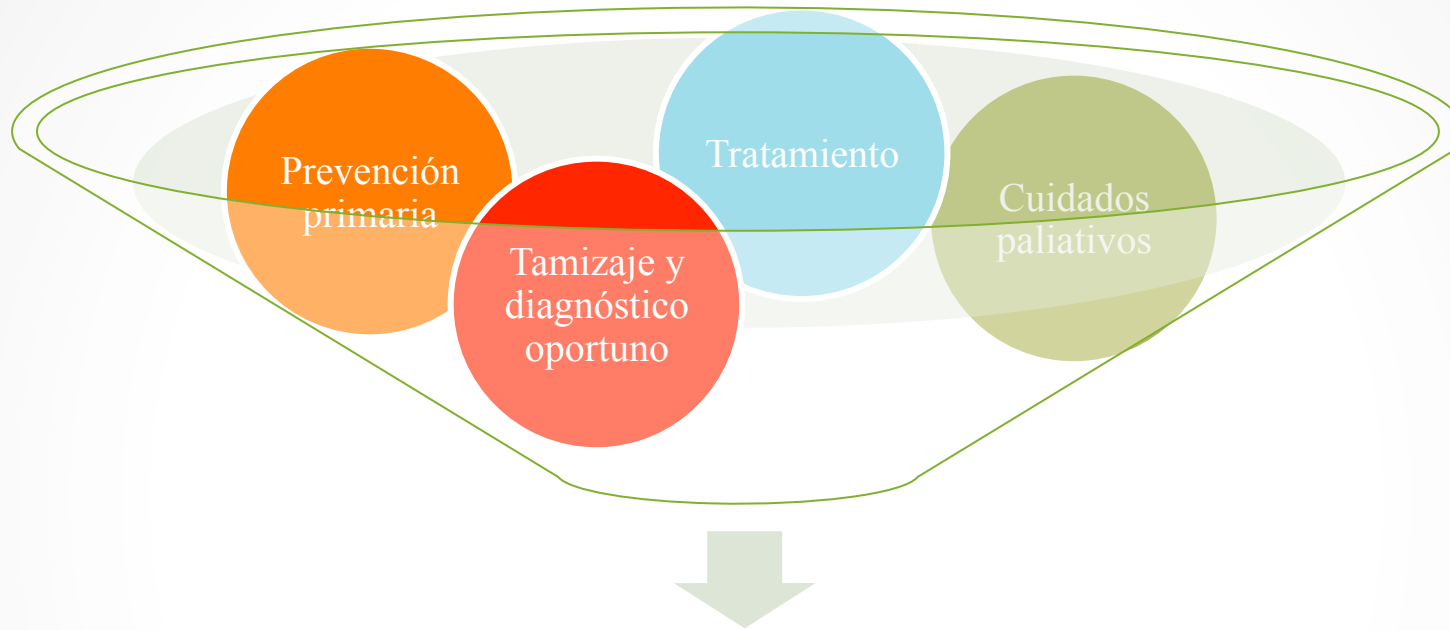 Prevención
primaria
Tamizaje y
diagnóstico
oportuno
Tratamiento
Cuidados
paliativos